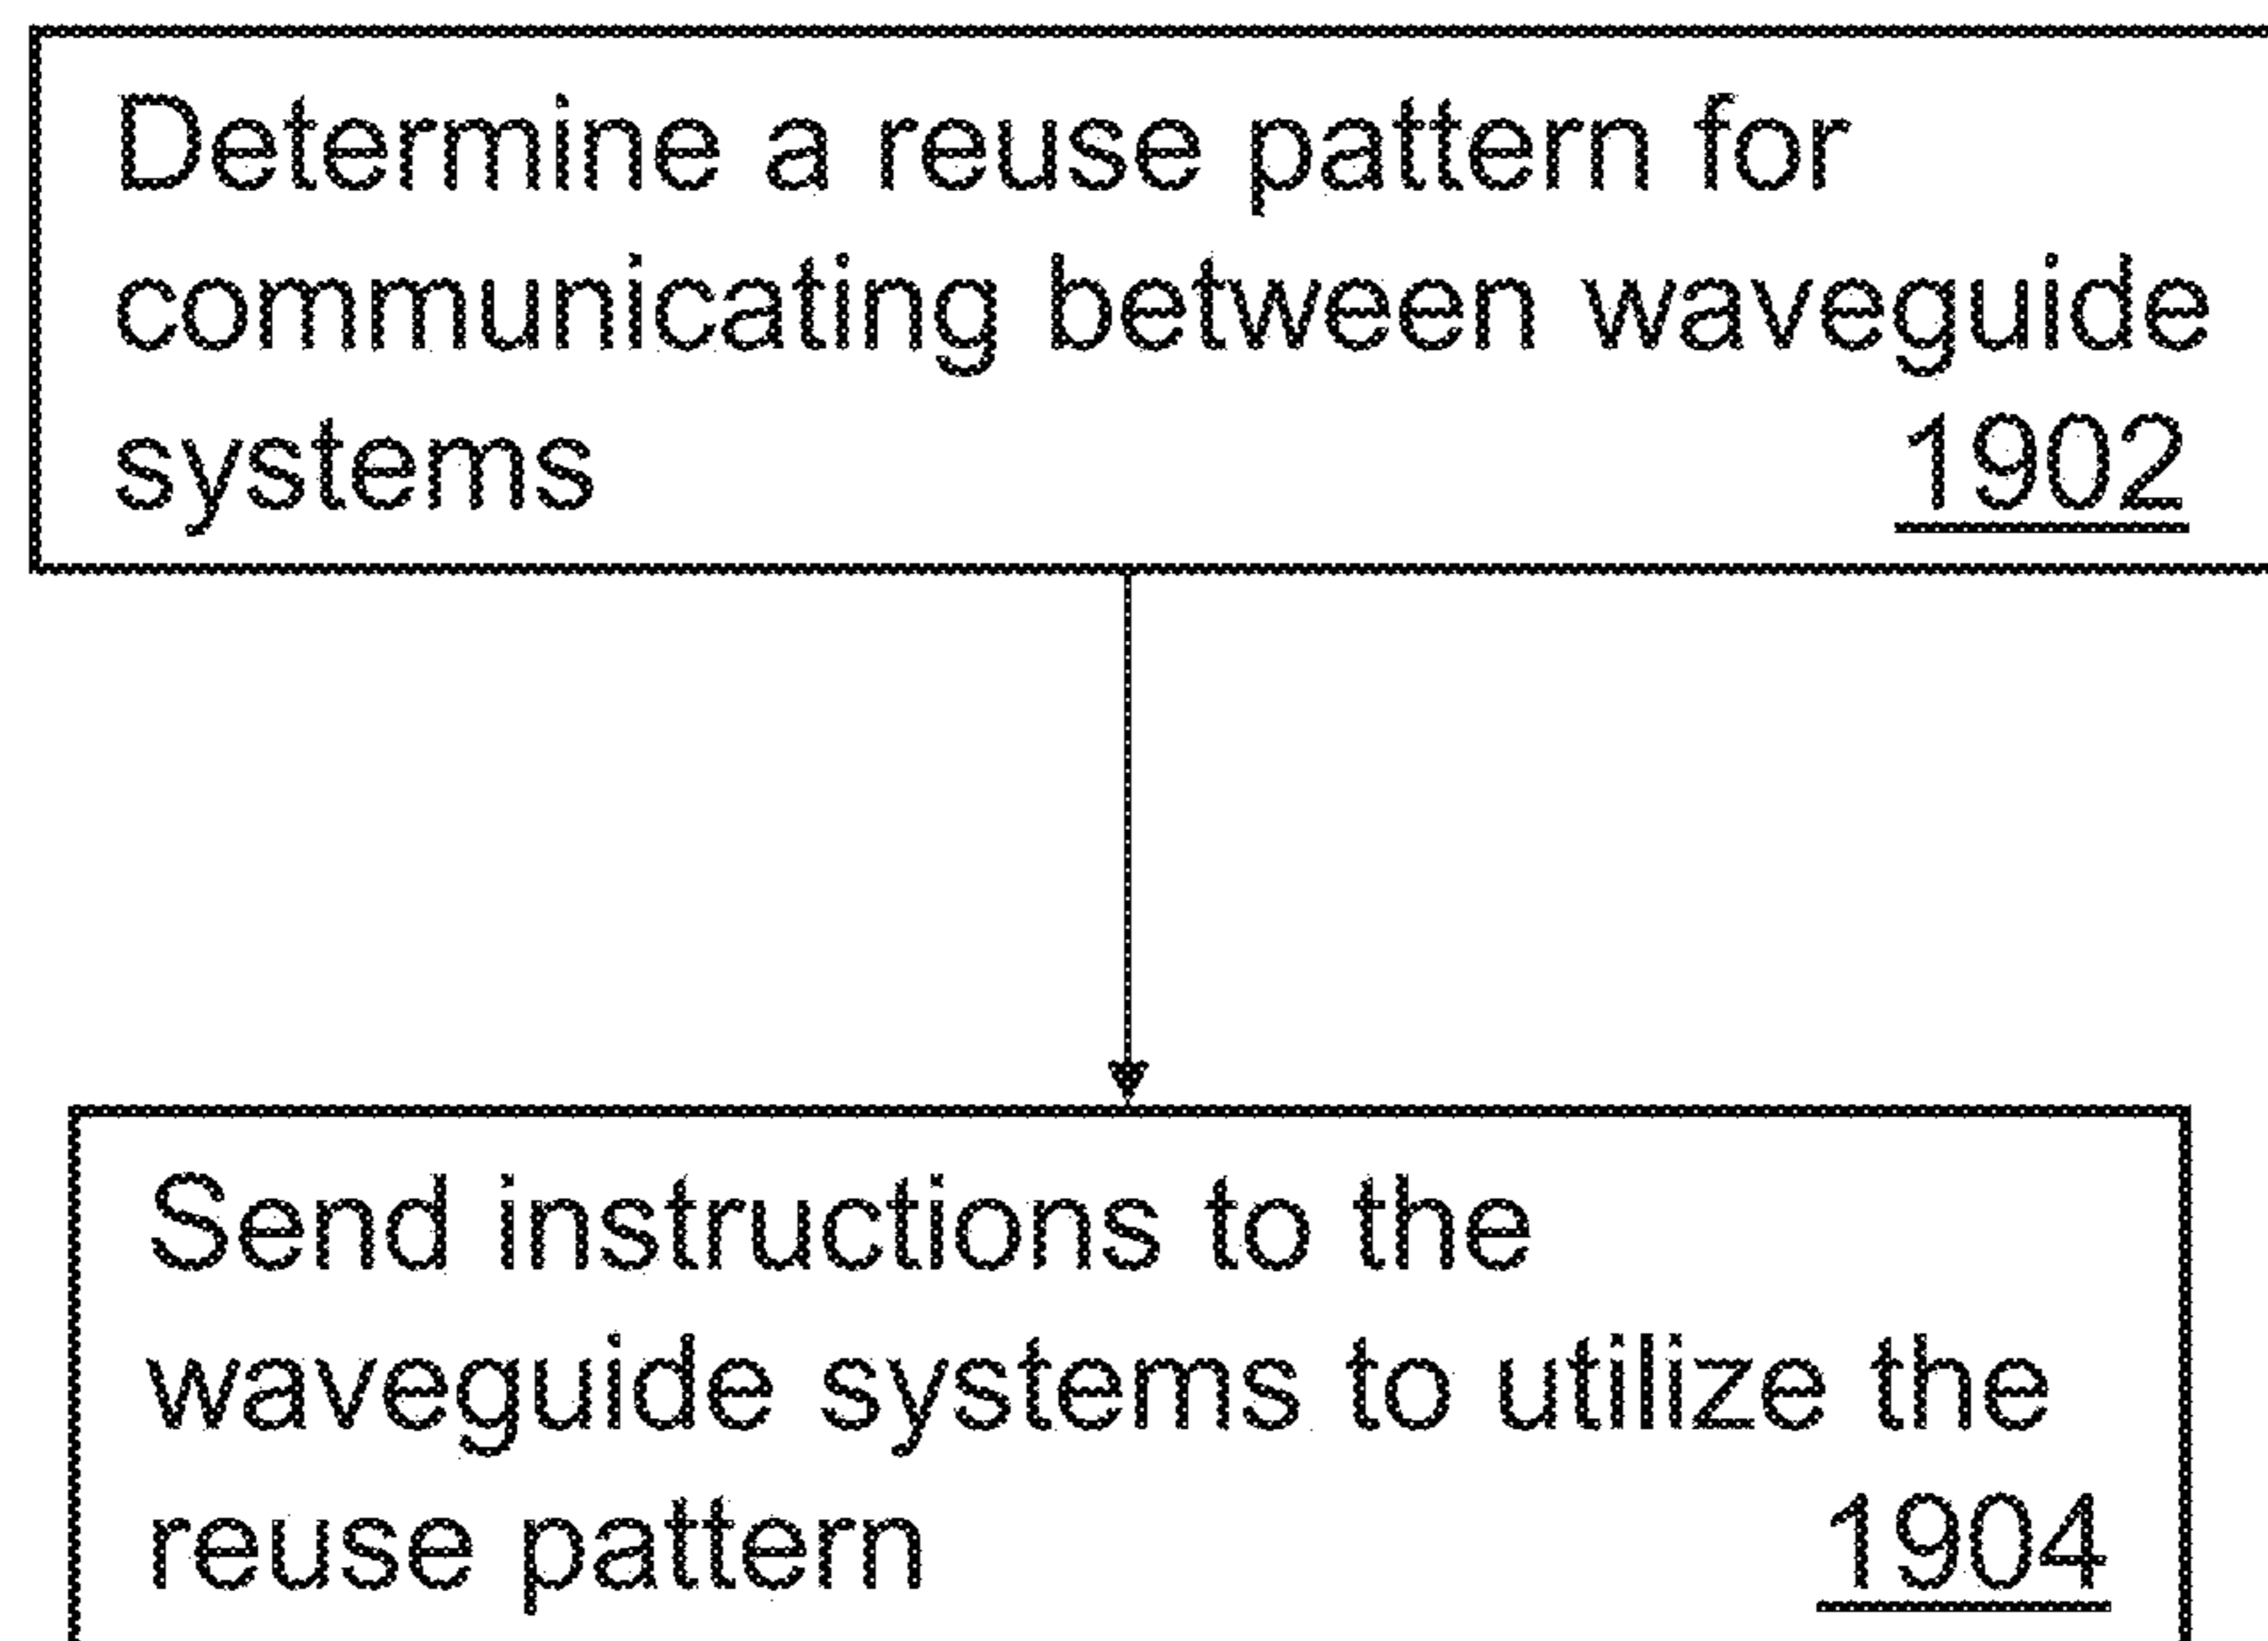 Determine a reuse pattern for
communicating between waveguide
systems 1902
Send instructions to the
waveguide systems to utilize the
reuse pattern 1904